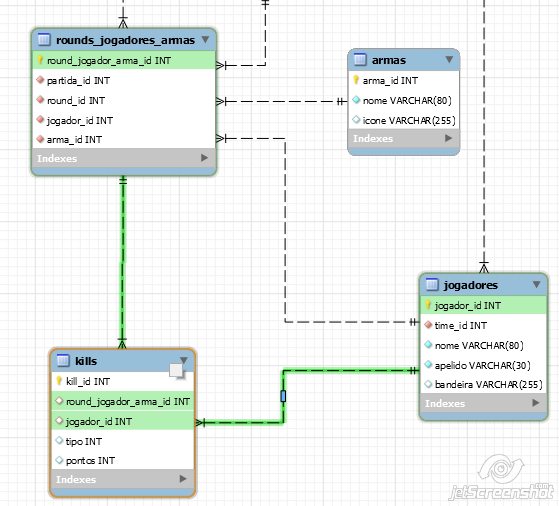 rounds_jogadores_armas
round_jogador_arma_id INT
partida_id INT
round_id INT
jogador_id INT
arma_id INT
Indexes
armas
arma_id INT
nome VARCHAR(80)
icone VARCHAR(255)
Indexes
jogadores
jogador_id INT
time_id INT
nome VARCHAR(80)
apelido VARCHAR(30)
bandeira VARCHAR(255)
Indexes
kills
kill_id INT
round_jogador_arma_id INT
jogador_id INT
tipo INT
pontos INT
Indexes
jetScreenshot.com